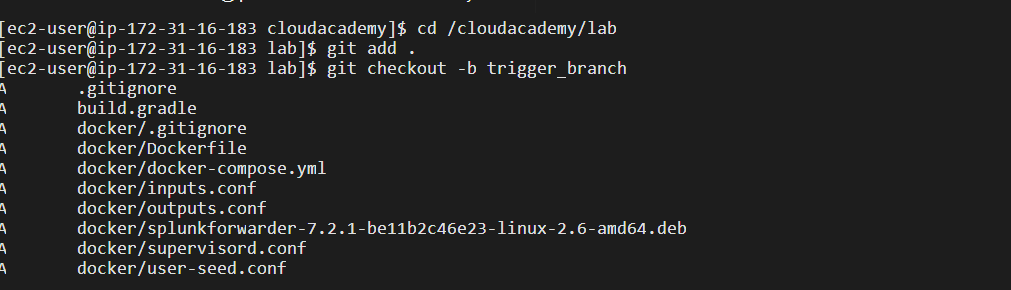 [ec2-user@ip-172-31-16-183 cloudacademy]$ cd /cloudacademy/lab
[ec2-user@ip-172-31-16-183 lab]$ git add .
[ec2-user@ip-172-31-16-183 lab]$ git checkout -b trigger_branch
A       .gitignore
A       build.gradle
A       docker/.gitignore
A       docker/Dockerfile
A       docker/docker-compose.yml
A       docker/inputs.conf
A       docker/outputs.conf
A       docker/splunkforwarder-7.2.1-be11b2c46e23-linux-2.6-amd64.deb
A       docker/supervisord.conf
A       docker/user-seed.conf